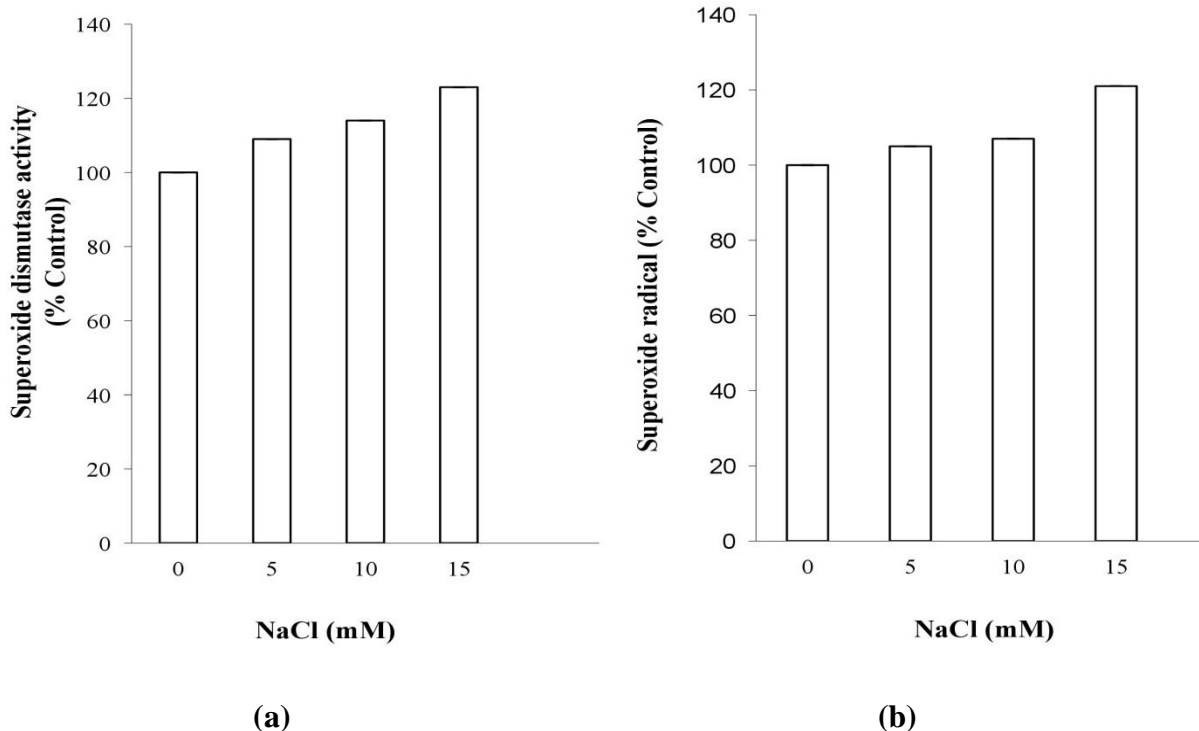 140
120
100
80
60
40
20
0
Superoxide dismutase activity
(% Control)
0 5 10 15
NaCl (mM)
(a)
140
120
100
80
60
40
20
0
Superoxide radical (% Control)
0 5 10 15
NaCl (mM)
(b)